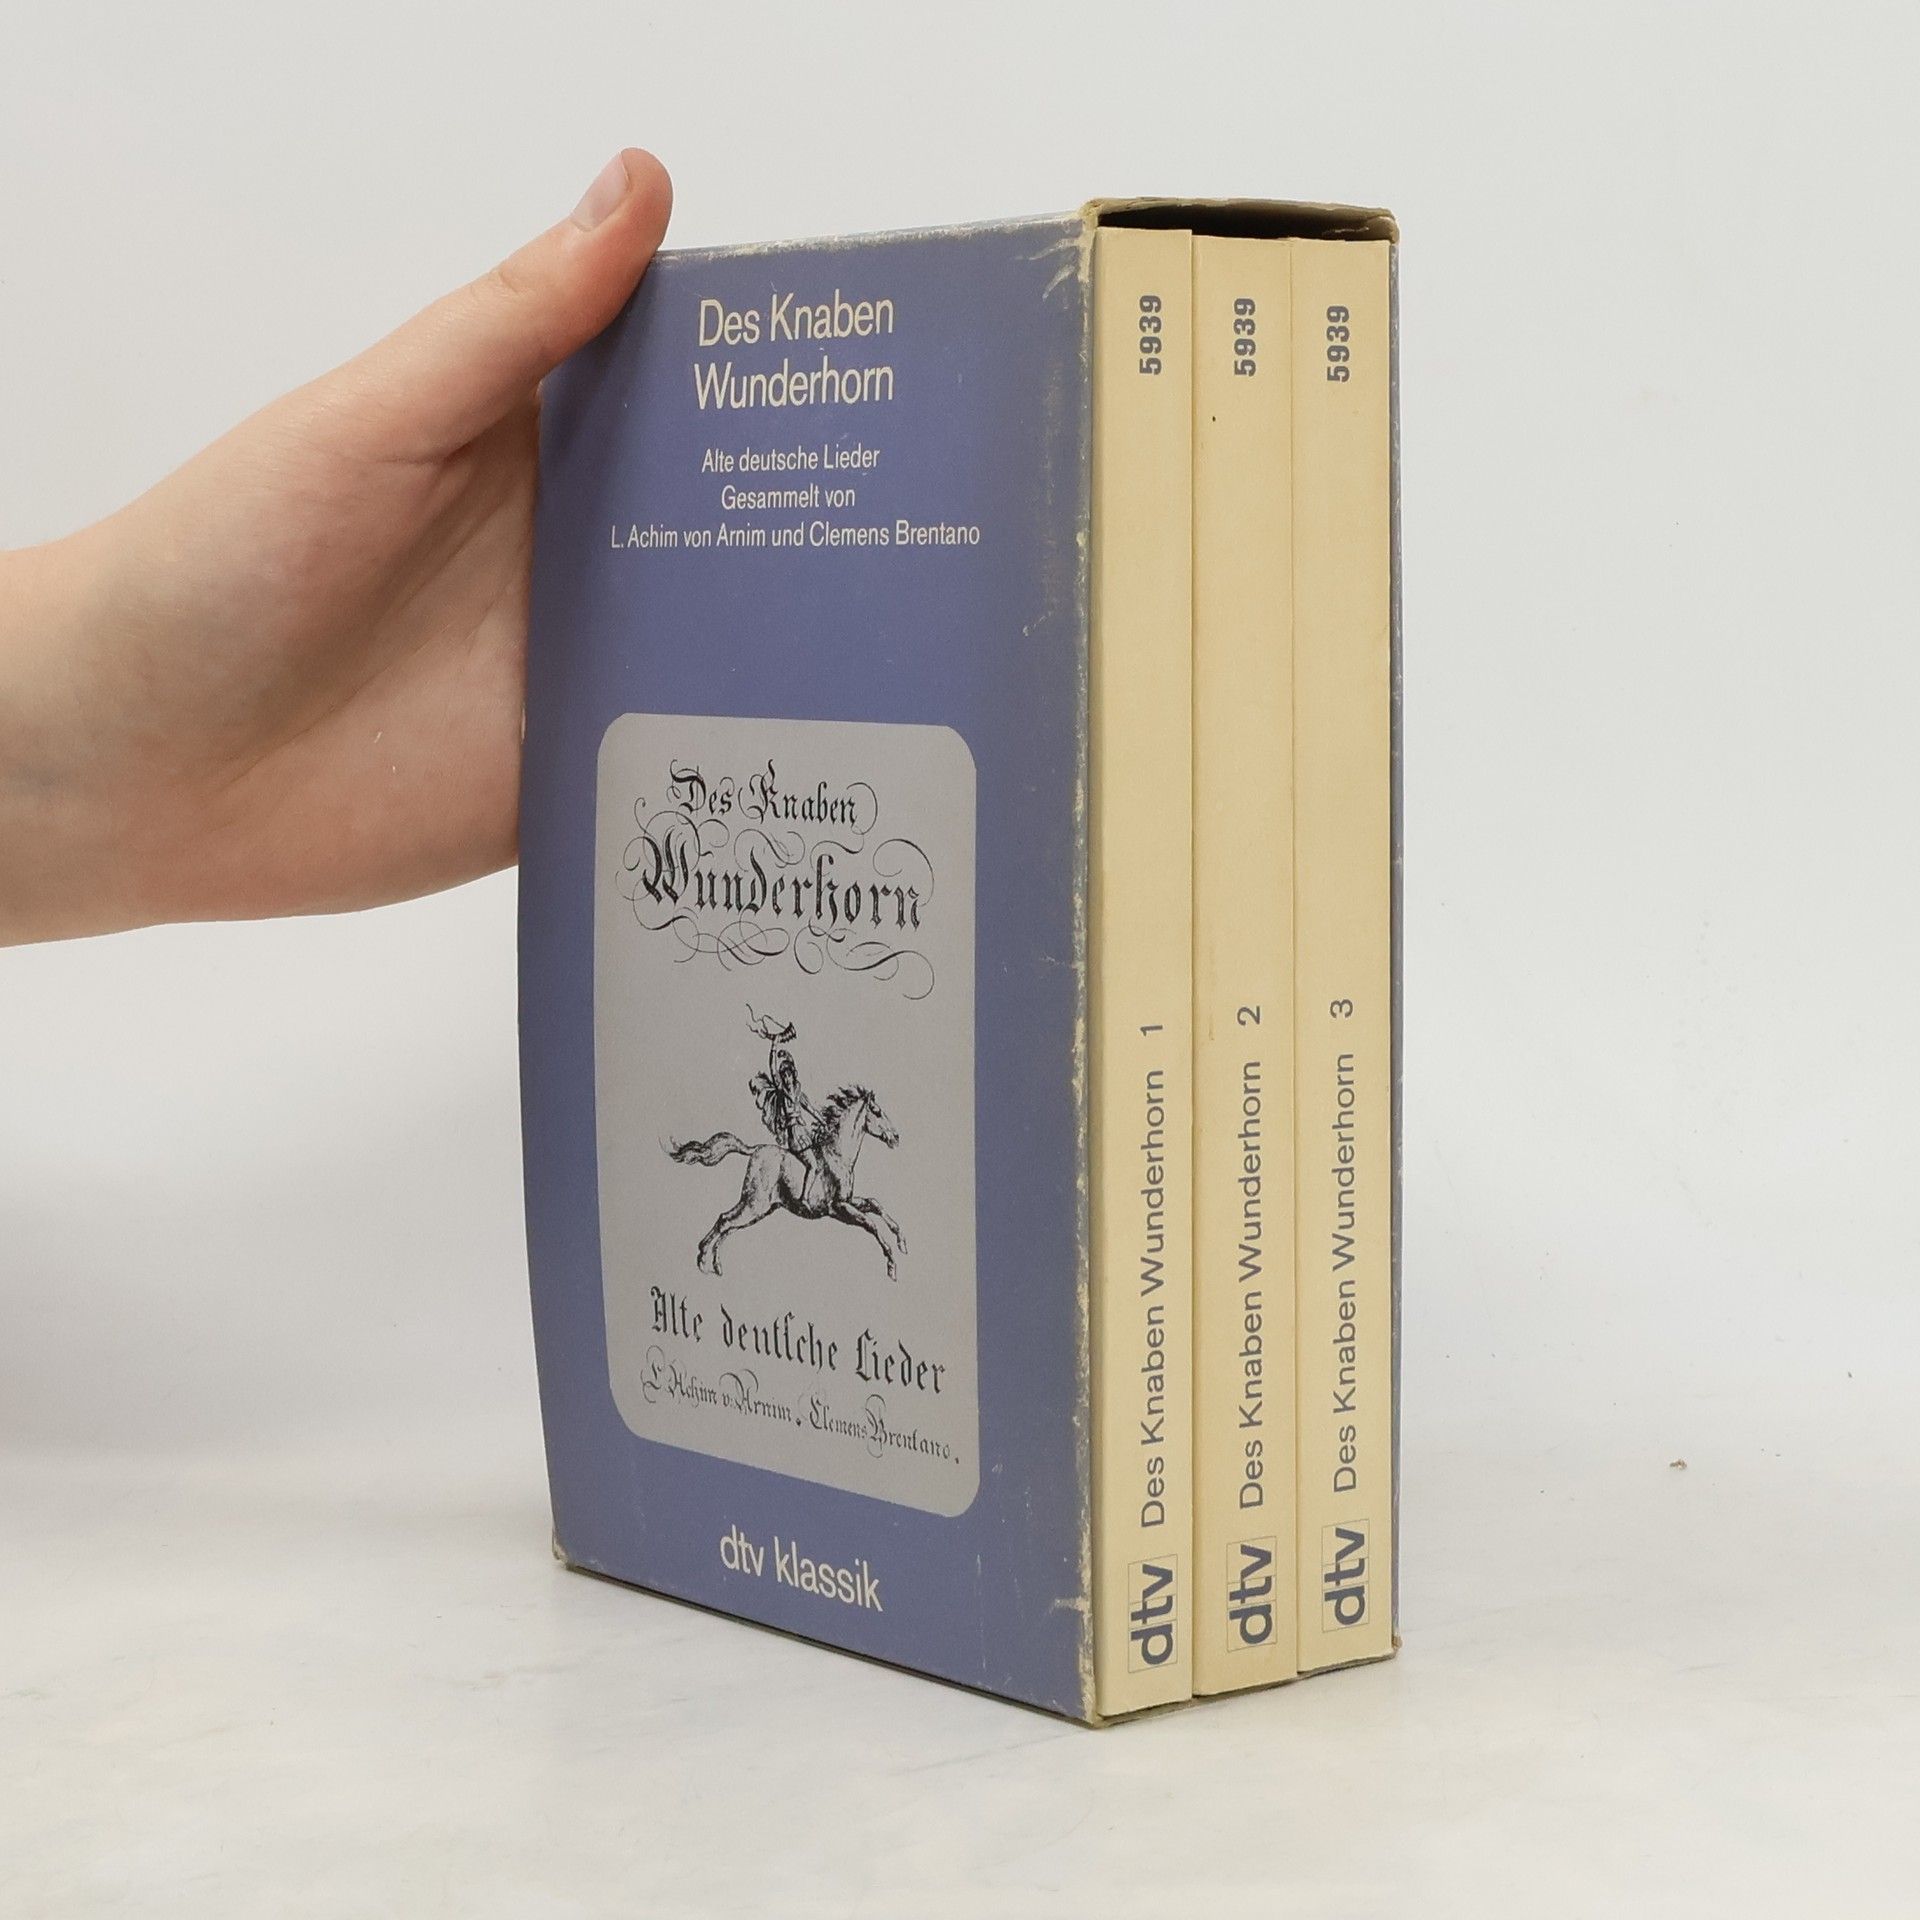 Des Knaben
Wunderhorn
Alte deutsche Lieder
Gesammelt von
L. Achim von Arnim und Clemens Brentano
Des Knaben
Wunderhorn
Alte deutsche Lieder
L. Achim v. Arnim. Clemens Brentano.
dtv klassik
dtv Des Knaben Wunderhorn 1 5939
dtv Des Knaben Wunderhorn 2 5939
dtv Des Knaben Wunderhorn 3 5939